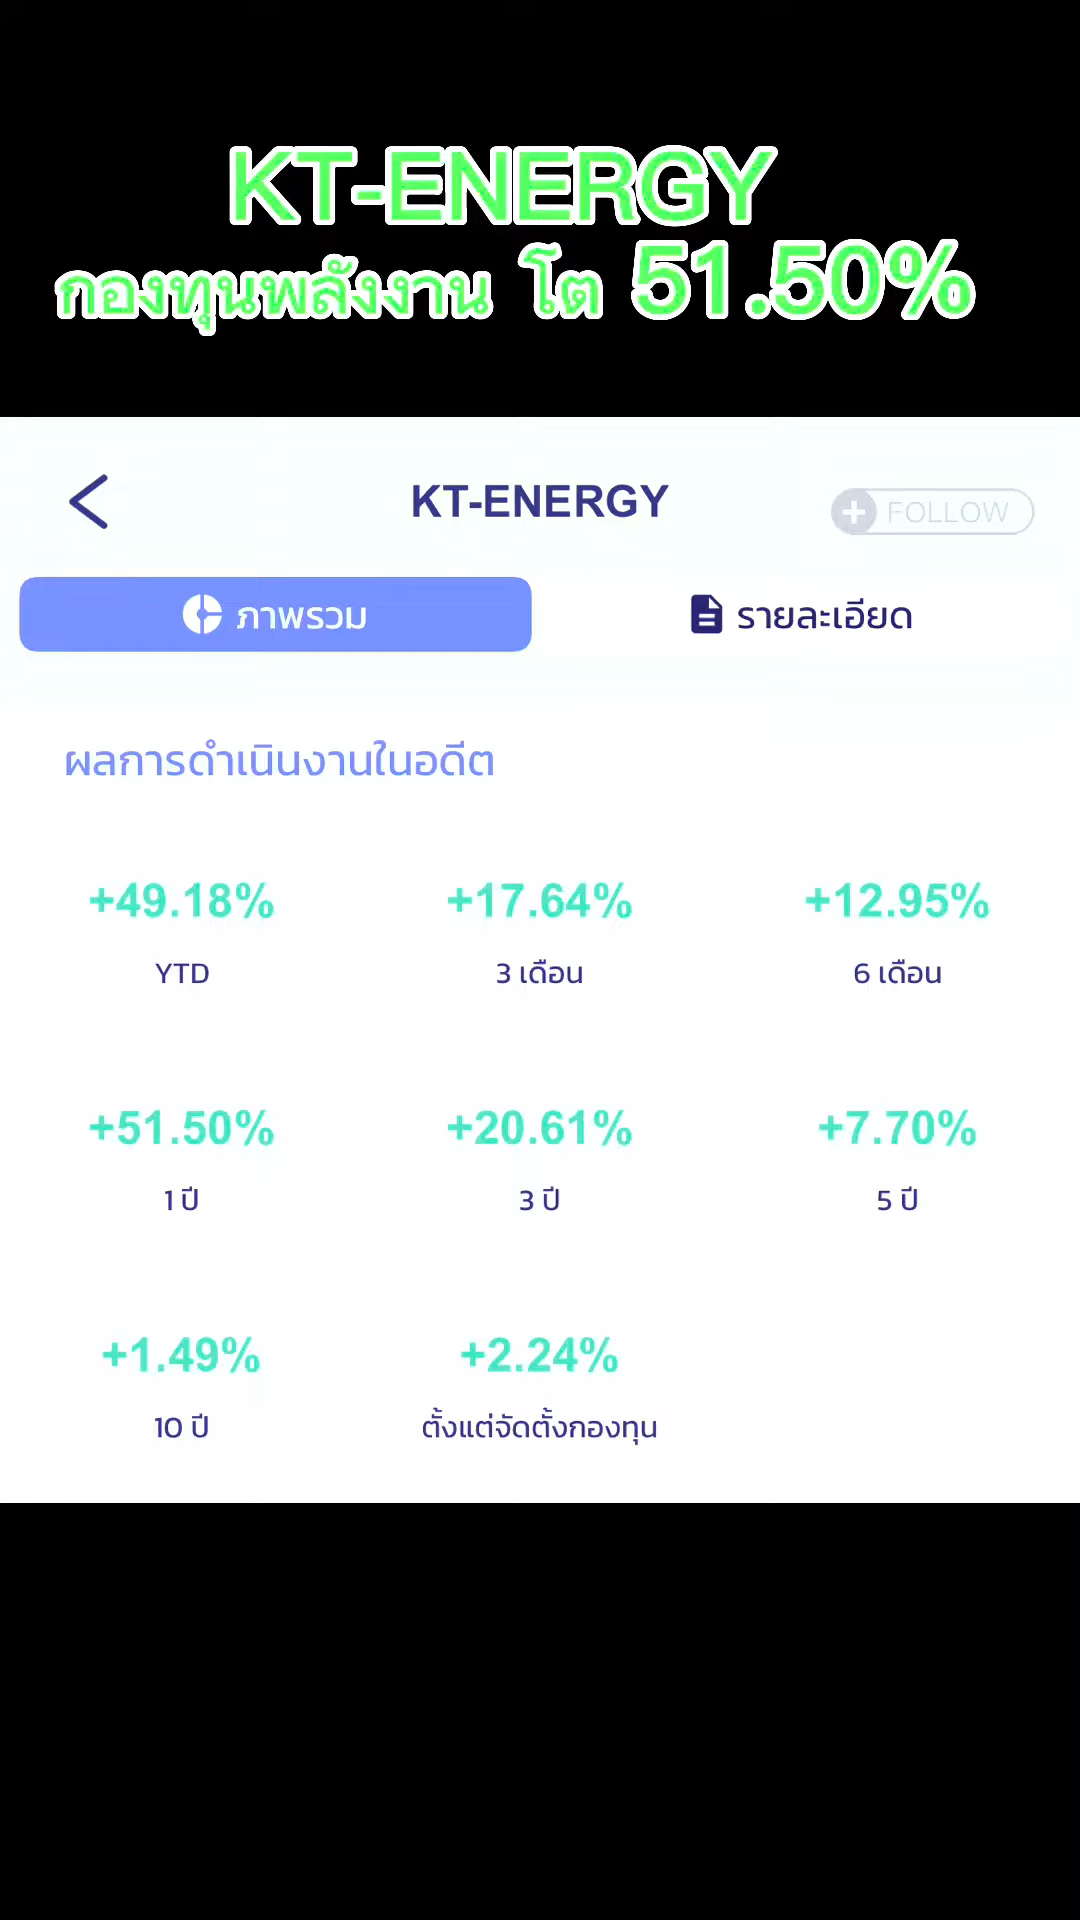 KT-ENERGY
กองทุนพลังงาน โต 51.50%
KT-ENERGY
FOLLOW
ภาพรวม
รายละเอียด
ผลการดำเนินงานในอดีต
+49.18% +17.64% +12.95%
YTD 3 เดือน 6 เดือน
+51.50% +20.61% +7.70%
1 ปี 3 ปี 5 ปี
+1.49% +2.24%
10 ปี ตั้งแต่จัดตั้งกองทุน